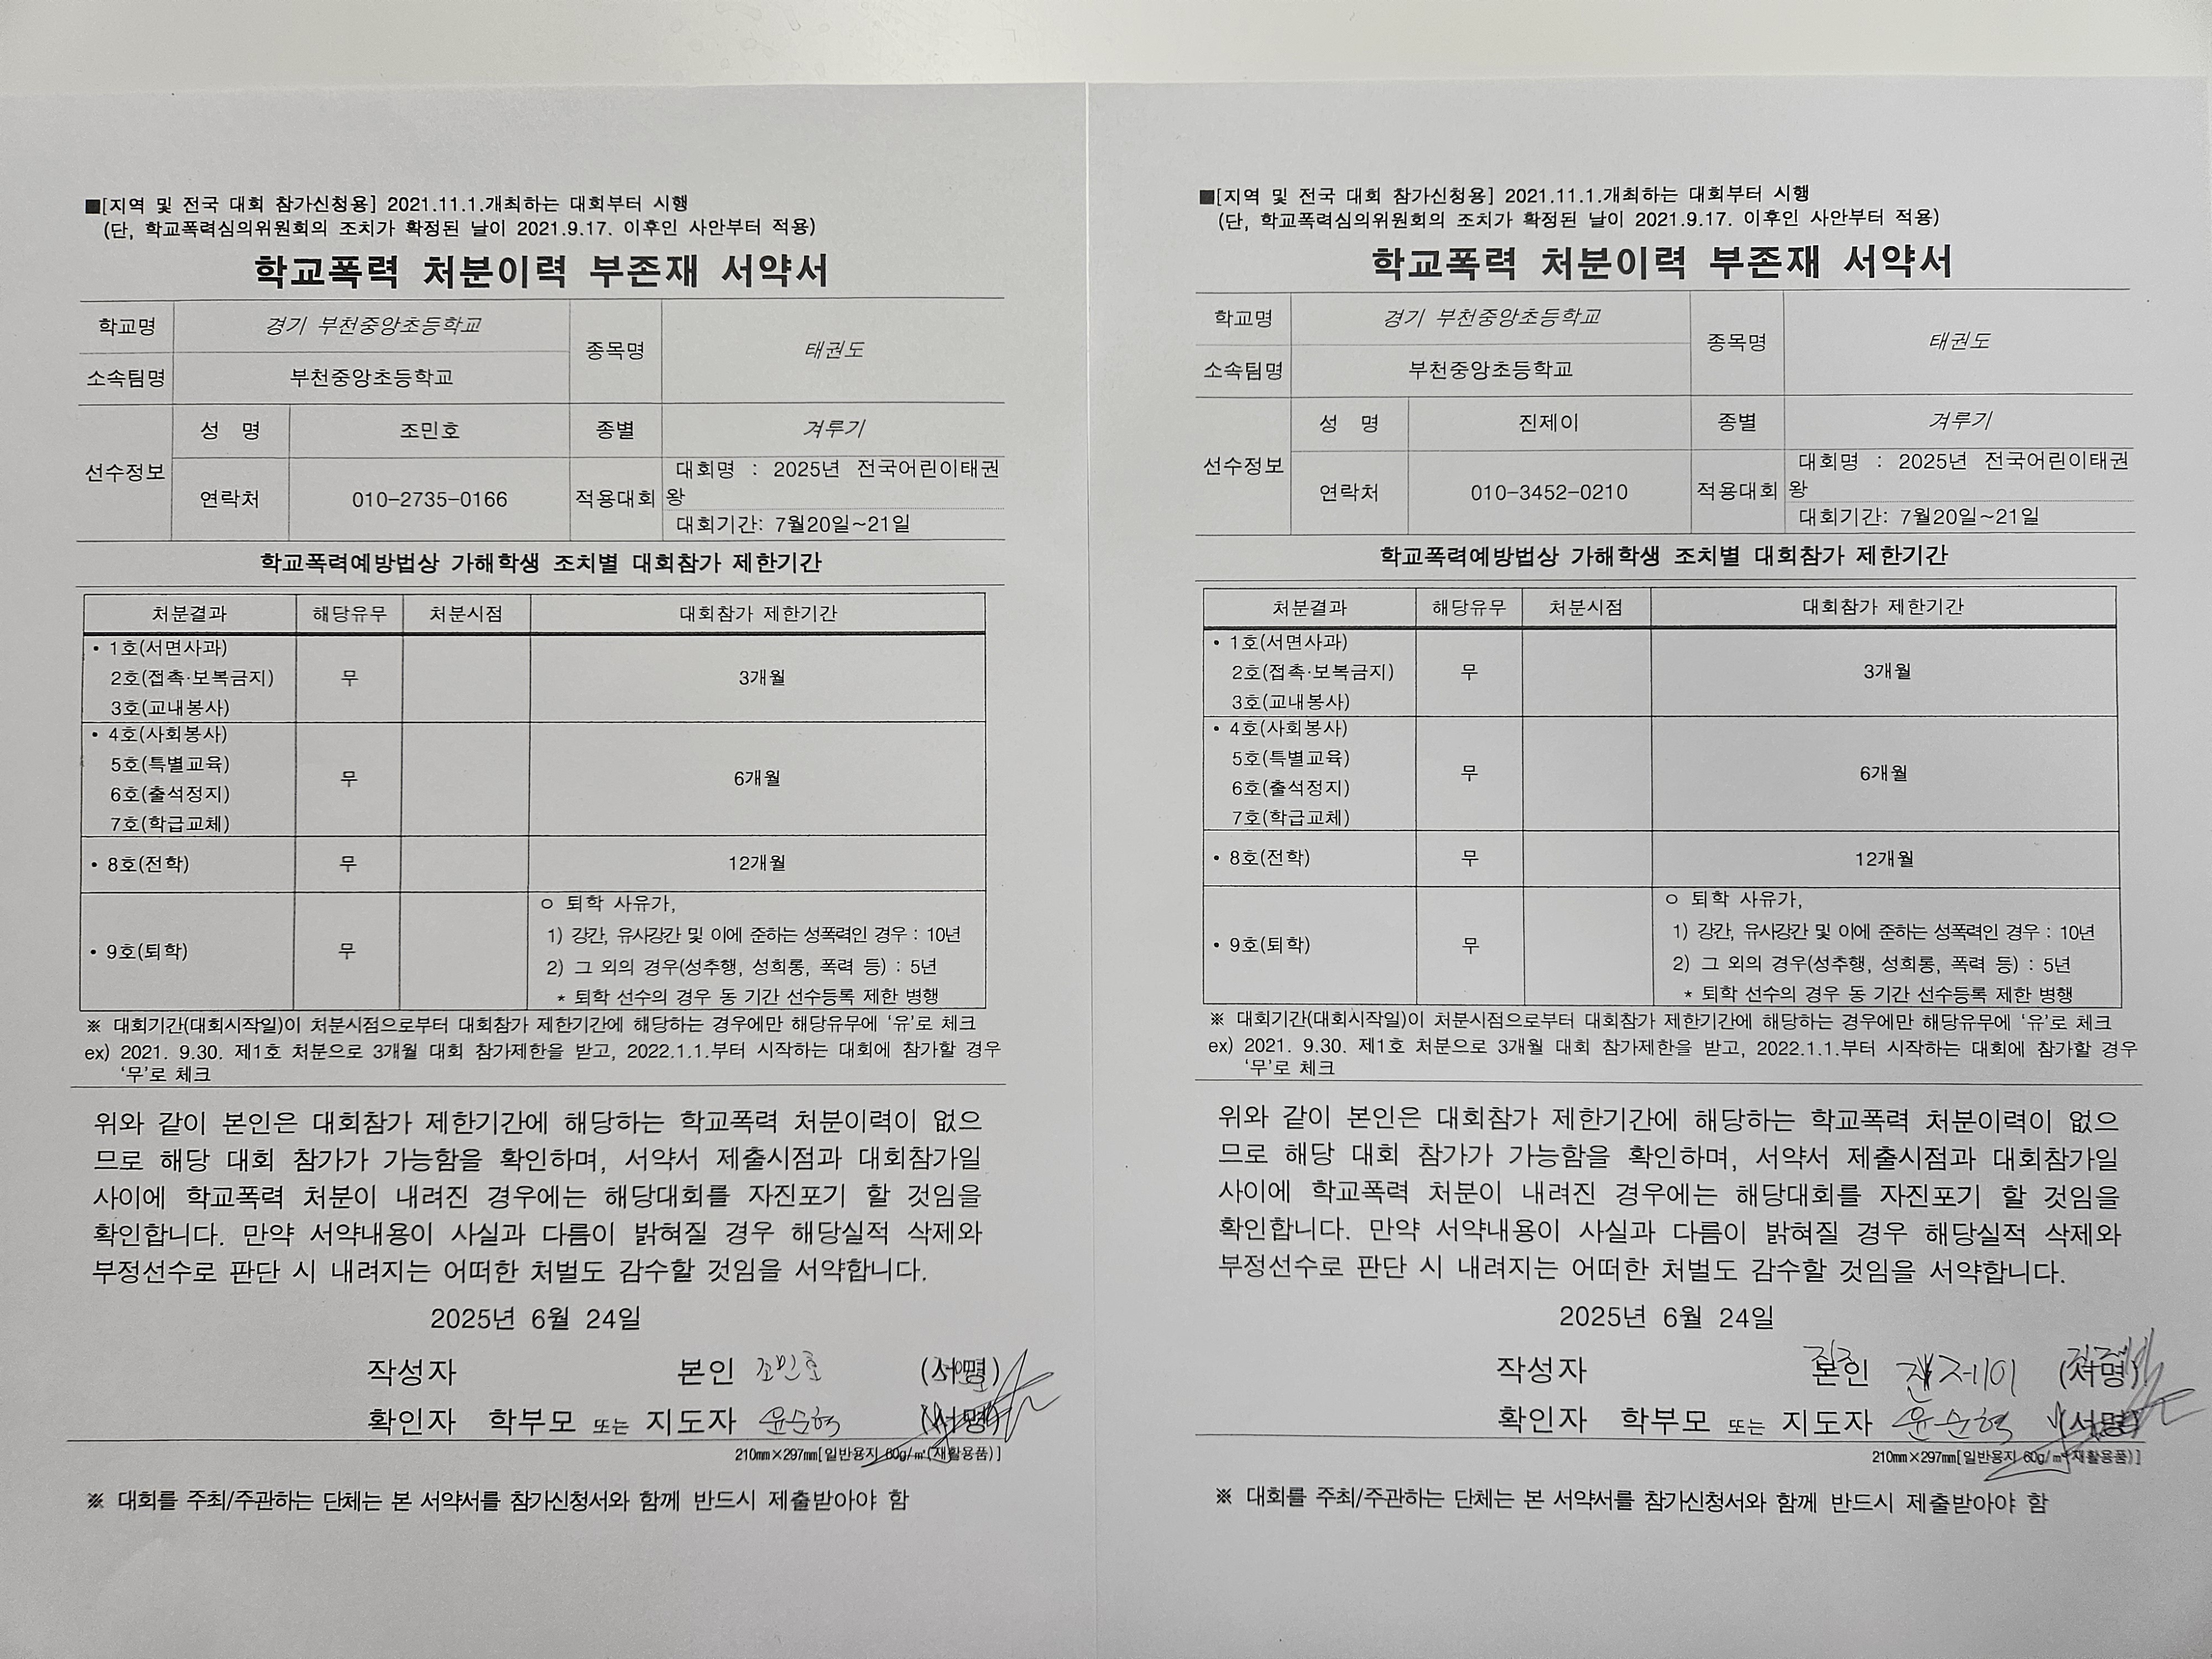 ■[지역 및 전국 대회 참가신청용] 2021.11.1.개최하는 대회부터 시행
(단, 학교폭력심의위원회의 조치가 확정된 날이 2021.9.17. 이후인 사안부터 적용)
학교폭력 처분이력 부존재 서약서
학교명 경기 부천중앙초등학교 종목명 태권도
소속팀명 부천중앙초등학교
선수정보 성 명 조민호 종별 겨루기
연락처 010-2735-0166 적용대회 대회명 : 2025년 전국어린이태권
왕
대회기간: 7월20일~21일
학교폭력예방법상 가해학생 조치별 대회참가 제한기간
처분결과 해당유무 처분시점 대회참가 제한기간
• 1호(서면사과)
2호(접촉·보복금지) 무 3개월
3호(교내봉사)
• 4호(사회봉사)
5호(특별교육) 무 6개월
6호(출석정지)
7호(학급교체)
• 8호(전학) 무 12개월
• 9호(퇴학) 무
ㅇ 퇴학 사유가,
1) 강간, 유사강간 및 이에 준하는 성폭력인 경우 : 10년
2) 그 외의 경우(성추행, 성희롱, 폭력 등) : 5년
* 퇴학 선수의 경우 동 기간 선수등록 제한 병행
※ 대회기간(대회시작일)이 처분시점으로부터 대회참가 제한기간에 해당하는 경우에만 해당유무에 ‘유’로 체크
ex) 2021. 9.30. 제1호 처분으로 3개월 대회 참가제한을 받고, 2022.1.1.부터 시작하는 대회에 참가할 경우
‘무’로 체크
위와 같이 본인은 대회참가 제한기간에 해당하는 학교폭력 처분이력이 없으
므로 해당 대회 참가가 가능함을 확인하며, 서약서 제출시점과 대회참가일
사이에 학교폭력 처분이 내려진 경우에는 해당대회를 자진포기 할 것임을
확인합니다. 만약 서약내용이 사실과 다름이 밝혀질 경우 해당실적 삭제와
부정선수로 판단 시 내려지는 어떠한 처벌도 감수할 것임을 서약합니다.
2025년 6월 24일
작성자 본인 조민호 (서명)
확인자 학부모 또는 지도자 윤순혁 (서명)
210㎜×297㎜[일반용지 60g/㎡(재활용품)]
※ 대회를 주최/주관하는 단체는 본 서약서를 참가신청서와 함께 반드시 제출받아야 함
■[지역 및 전국 대회 참가신청용] 2021.11.1.개최하는 대회부터 시행
(단, 학교폭력심의위원회의 조치가 확정된 날이 2021.9.17. 이후인 사안부터 적용)
학교폭력 처분이력 부존재 서약서
학교명 경기 부천중앙초등학교 종목명 태권도
소속팀명 부천중앙초등학교
선수정보 성 명 진제이 종별 겨루기
연락처 010-3452-0210 적용대회 대회명 : 2025년 전국어린이태권
왕
대회기간: 7월20일~21일
학교폭력예방법상 가해학생 조치별 대회참가 제한기간
처분결과 해당유무 처분시점 대회참가 제한기간
• 1호(서면사과)
2호(접촉·보복금지) 무 3개월
3호(교내봉사)
• 4호(사회봉사)
5호(특별교육) 무 6개월
6호(출석정지)
7호(학급교체)
• 8호(전학) 무 12개월
• 9호(퇴학) 무
ㅇ 퇴학 사유가,
1) 강간, 유사강간 및 이에 준하는 성폭력인 경우 : 10년
2) 그 외의 경우(성추행, 성희롱, 폭력 등) : 5년
* 퇴학 선수의 경우 동 기간 선수등록 제한 병행
※ 대회기간(대회시작일)이 처분시점으로부터 대회참가 제한기간에 해당하는 경우에만 해당유무에 ‘유’로 체크
ex) 2021. 9.30. 제1호 처분으로 3개월 대회 참가제한을 받고, 2022.1.1.부터 시작하는 대회에 참가할 경우
‘무’로 체크
위와 같이 본인은 대회참가 제한기간에 해당하는 학교폭력 처분이력이 없으
므로 해당 대회 참가가 가능함을 확인하며, 서약서 제출시점과 대회참가일
사이에 학교폭력 처분이 내려진 경우에는 해당대회를 자진포기 할 것임을
확인합니다. 만약 서약내용이 사실과 다름이 밝혀질 경우 해당실적 삭제와
부정선수로 판단 시 내려지는 어떠한 처벌도 감수할 것임을 서약합니다.
2025년 6월 24일
작성자 본인 진제이 (서명)
확인자 학부모 또는 지도자 윤순혁 (서명)
210㎜×297㎜[일반용지 60g/㎡(재활용품)]
※ 대회를 주최/주관하는 단체는 본 서약서를 참가신청서와 함께 반드시 제출받아야 함